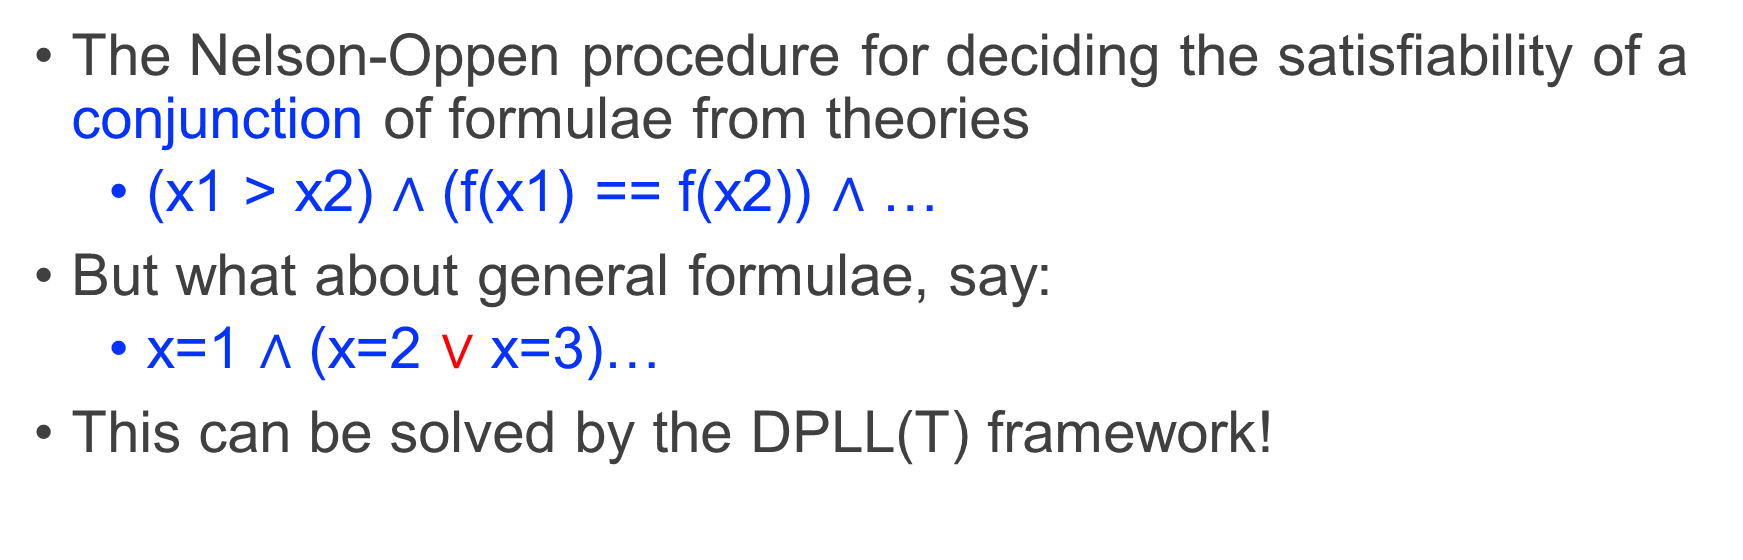 • The Nelson-Oppen procedure for deciding the satisfiability of a
conjunction of formulae from theories
• (x1 > x2) ∧ (f(x1) == f(x2)) ∧ …
• But what about general formulae, say:
• x=1 ∧ (x=2 ∨ x=3)…
• This can be solved by the DPLL(T) framework!